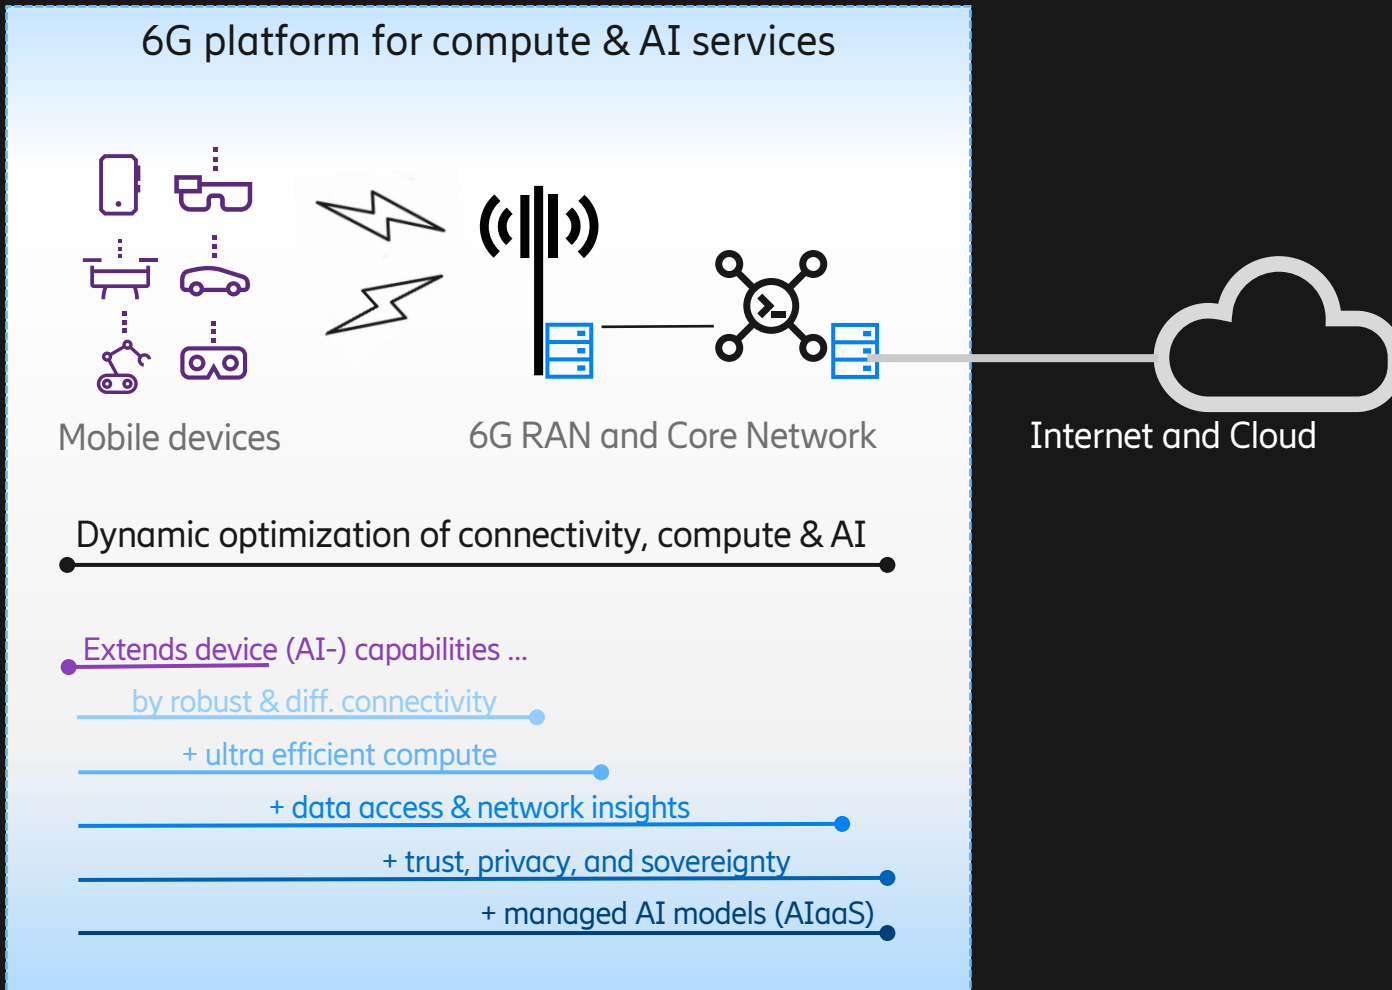 6G platform for compute & AI services
Mobile devices
6G RAN and Core Network
Internet and Cloud
Dynamic optimization of connectivity, compute & AI
Extends device (AI-) capabilities ...
by robust & diff. connectivity
+ ultra efficient compute
+ data access & network insights
+ trust, privacy, and sovereignty
+ managed AI models (AIaaS)